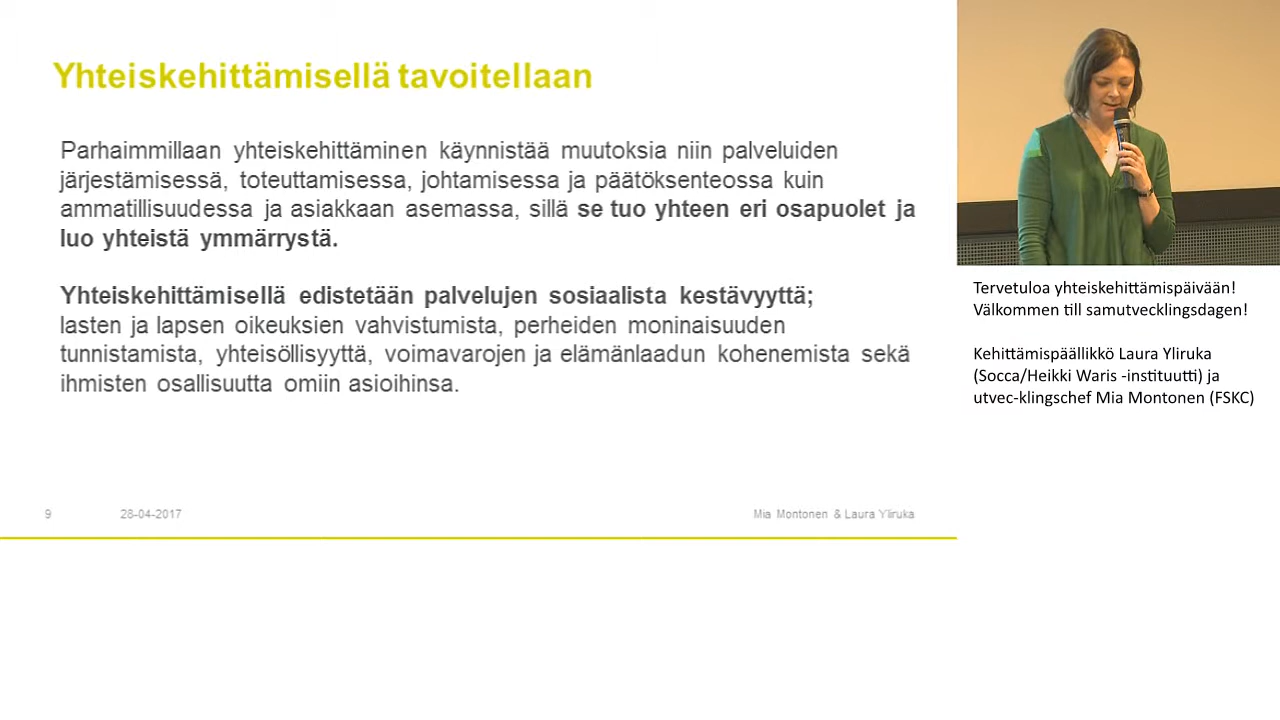 Yhteiskehittämisellä tavoitellaan
Parhaimmillaan yhteiskehittäminen käynnistää muutoksia niin palveluiden
järjestämisessä, toteuttamisessa, johtamisessa ja päätöksenteossa kuin
ammatillisuudessa ja asiakkaan asemassa, sillä se tuo yhteen eri osapuolet ja
luo yhteistä ymmärrystä.
Yhteiskehittämisellä edistetään palvelujen sosiaalista kestävyyttä;
lasten ja lapsen oikeuksien vahvistumista, perheiden moninaisuuden
tunnistamista, yhteisöllisyyttä, voimavarojen ja elämänlaadun kohenemista sekä
ihmisten osallisuutta omiin asioihinsa.
9 28-04-2017 Mia Montonen & Laura Yliruka
Tervetuloa yhteiskehittämispäivään!
Välkommen till samutvecklingsdagen!
Kehittämispäällikkö Laura Yliruka
(Socca/Heikki Waris -instituutti) ja
utvec-klingschef Mia Montonen (FSKC)